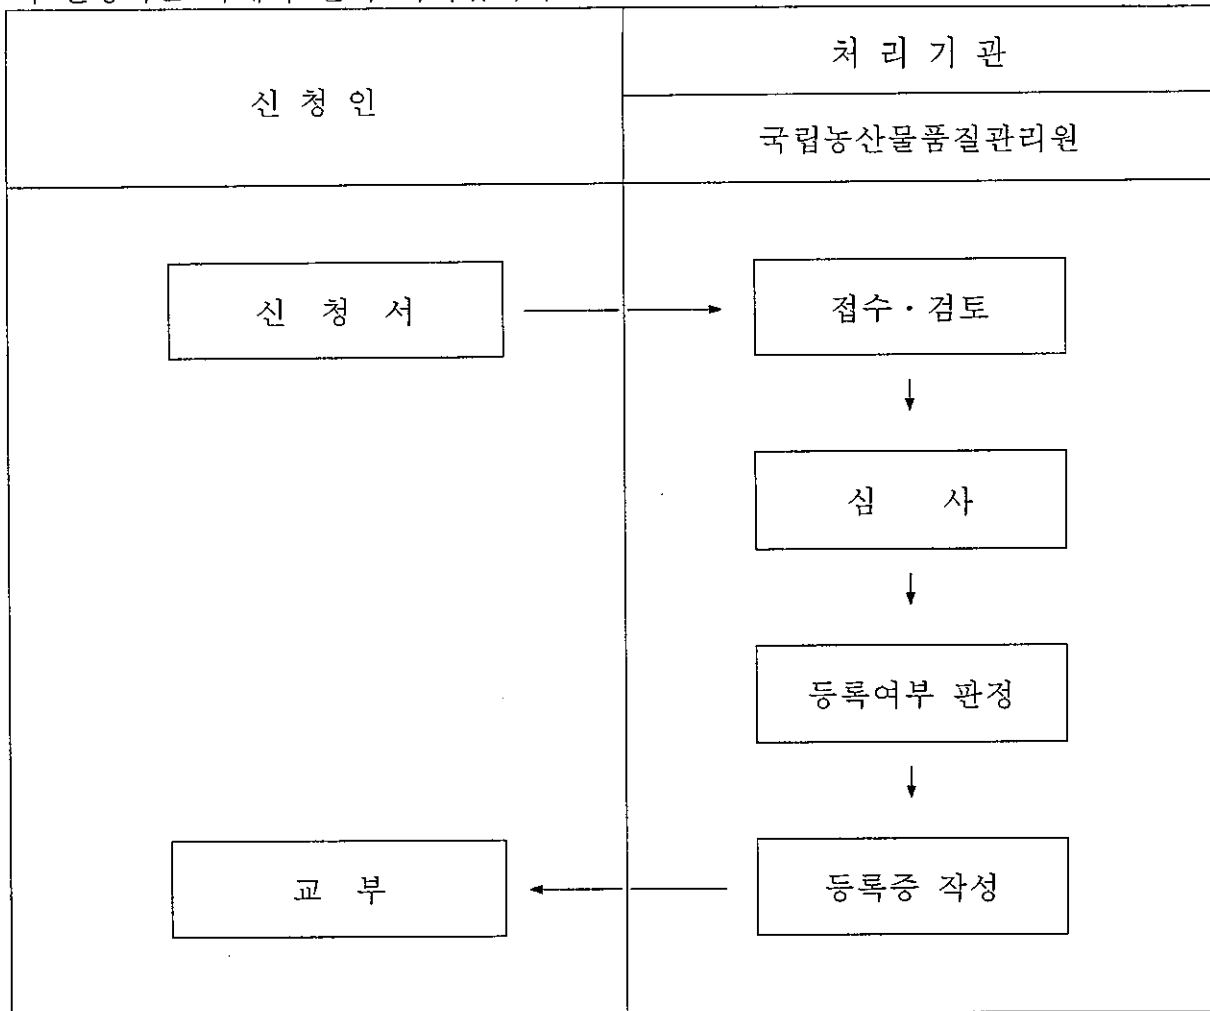 처 리 기 관
신 청 인
국립농산물품질관리원
신 청 서
접수 · 검토
심 사
등록여부 판정
교 부
등록증 작성